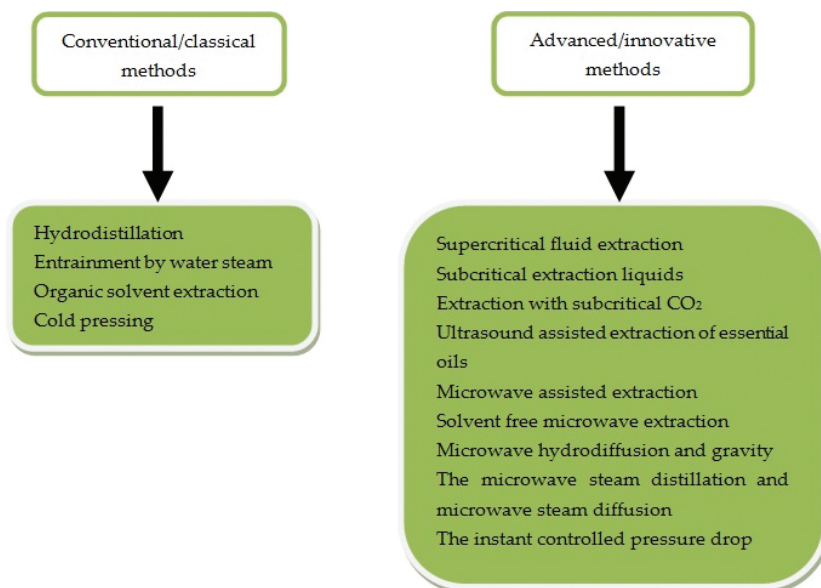 Conventional/classical
methods
Advanced/innovative
methods
Hydrodistillation
Entrainment by water steam
Organic solvent extraction
Cold pressing
Supercritical fluid extraction
Subcritical extraction liquids
Extraction with subcritical CO₂
Ultrasound assisted extraction of essential
oils
Microwave assisted extraction
Solvent free microwave extraction
Microwave hydrodiffusion and gravity
The microwave steam distillation and
microwave steam diffusion
The instant controlled pressure drop